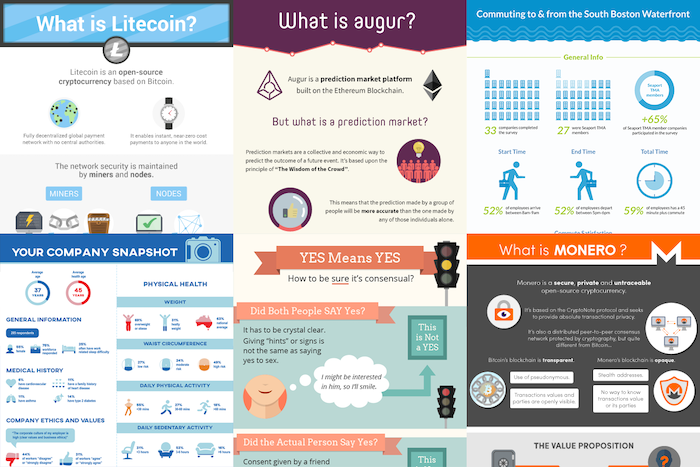 What is Litecoin?
Litecoin is an open-source
cryptocurrency based on Bitcoin.
Fully decentralized global payment
network with no central authorities.
It enables instant, near-zero cost
payments to anyone in the world.
The network security is maintained
by miners and nodes.
MINERS
NODES
What is augur?
Augur is a prediction market platform
built on the Ethereum Blockchain.
But what is a prediction market?
Prediction markets are a collective and economic way to
predict the outcome of a future event. It's based upon the
principle of "The Wisdom of the Crowd".
This means that the prediction made by a group of
people will be more accurate than the one made by
any of those individuals alone.
Commuting to & from the South Boston Waterfront
General Info
33 companies completed
the survey
27 were Seaport TMA
members
Seaport
TMA
members
+65%
of Seaport TMA member companies
participated in the survey
Start Time
End Time
Total Time
52% of employees arrive
between 8am-9am
52% of employees depart
between 5pm-6pm
59% of employees has a 45
minute plus commute
Commute Satisfaction
YOUR COMPANY SNAPSHOT
Average
age
37
YEARS
45
YEARS
GENERAL INFORMATION
MEDICAL HISTORY
COMPANY ETHICS AND VALUES
PHYSICAL HEALTH
WEIGHT
WAIST CIRCUMFERENCE
DAILY PHYSICAL ACTIVITY
DAILY SEDENTARY ACTIVITY
YES Means YES
How to be sure it's consensual?
Did Both People SAY Yes?
It has to be crystal clear.
Giving "hints" or signs is
not the same as saying
yes to sex.
This
is Not
a YES
I might be interested
in him, so I'll smile.
Did the Actual Person Say Yes?
Consent given by a friend
This
What is MONERO ?
Monero is a secure, private and untraceable
open-source cryptocurrency.
It's based on the CryptoNote protocol and seeks
to provide absolute transactional privacy.
It's also a distributed peer-to-peer consensus
network protected by cryptography, but quite
different from Bitcoin...
Bitcoin's blockchain is transparent.
Monero's blockchain is opaque.
Use of pseudonymous.
Stealth addresses.
Transactions values and
parties are openly visible.
No way to know
transactions value
or its parties
THE VALUE PROPOSITION